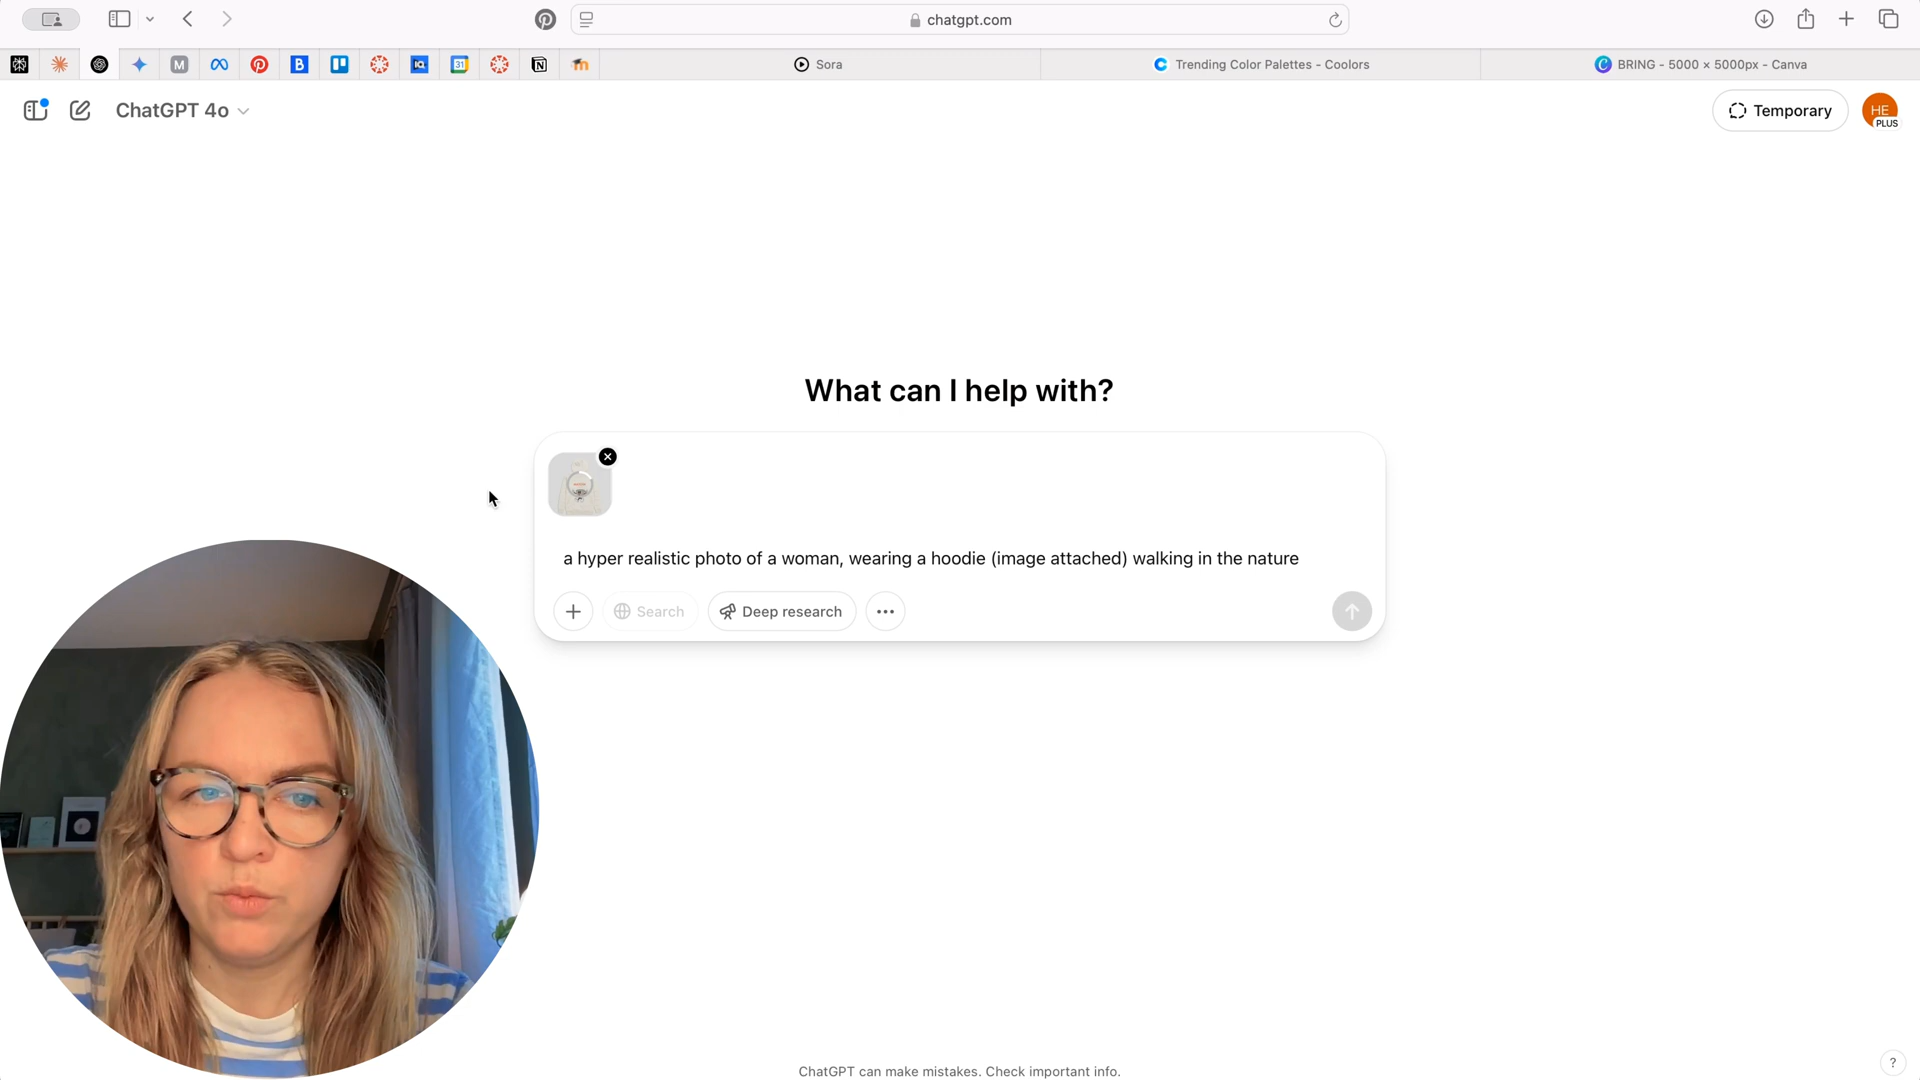 chatgpt.com
Sora
Trending Color Palettes - Coolors
BRING - 5000 × 5000px - Canva
ChatGPT 4o
Temporary
HE
PLUS
What can I help with?
a hyper realistic photo of a woman, wearing a hoodie (image attached) walking in the nature
Search
Deep research
ChatGPT can make mistakes. Check important info.
?